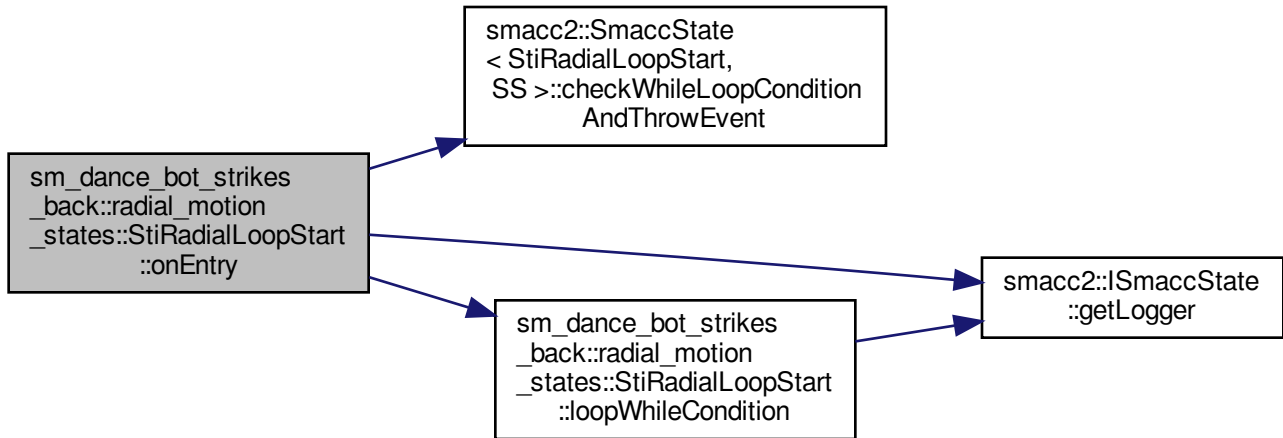 smacc2::SmaccState
< StiRadialLoopStart,
SS >::checkWhileLoopCondition
AndThrowEvent
sm_dance_bot_strikes
_back::radial_motion
_states::StiRadialLoopStart
::onEntry
smacc2::ISmaccState
::getLogger
sm_dance_bot_strikes
_back::radial_motion
_states::StiRadialLoopStart
::loopWhileCondition